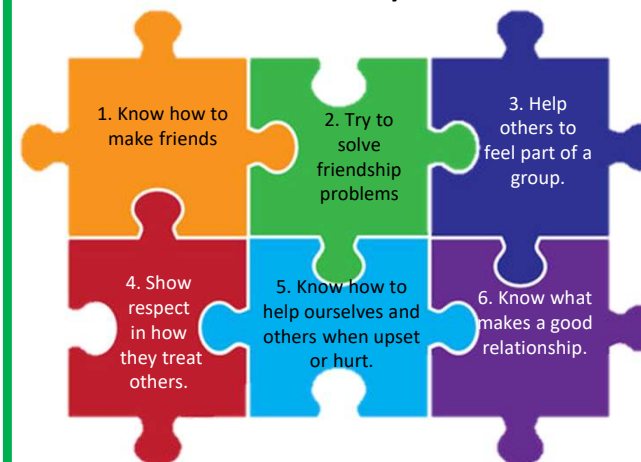 1. Know how to
make friends
2. Try to
solve
friendship
problems
3. Help
others to
feel part of a
group.
4. Show
respect
in how
they treat
others.
5. Know how to
help ourselves and
others when upset
or hurt.
6. Know what
makes a good
relationship.